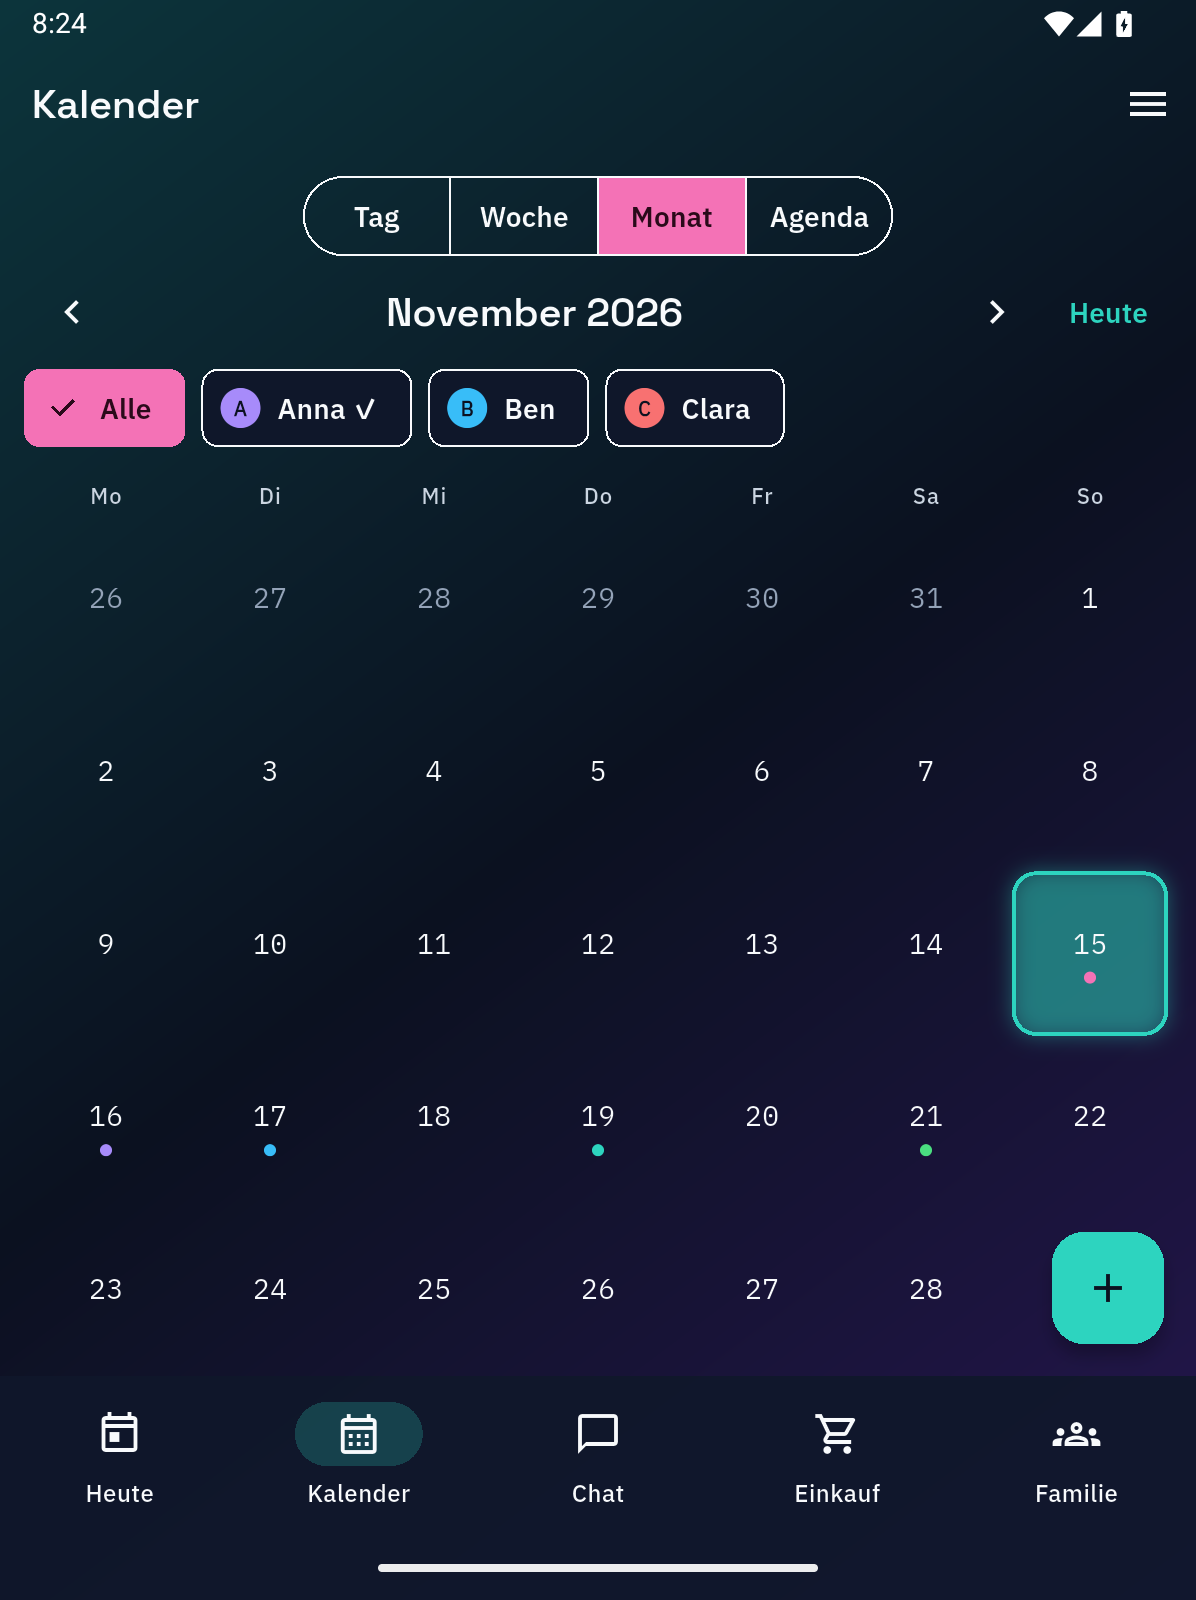 8:24
Kalender
Tag Woche Monat Agenda
November 2026 Heute
Alle A Anna √ B Ben C Clara
Mo Di Mi Do Fr Sa So
26 27 28 29 30 31 1
2 3 4 5 6 7 8
9 10 11 12 13 14 15
16 17 18 19 20 21 22
23 24 25 26 27 28
Heute Kalender Chat Einkauf Familie